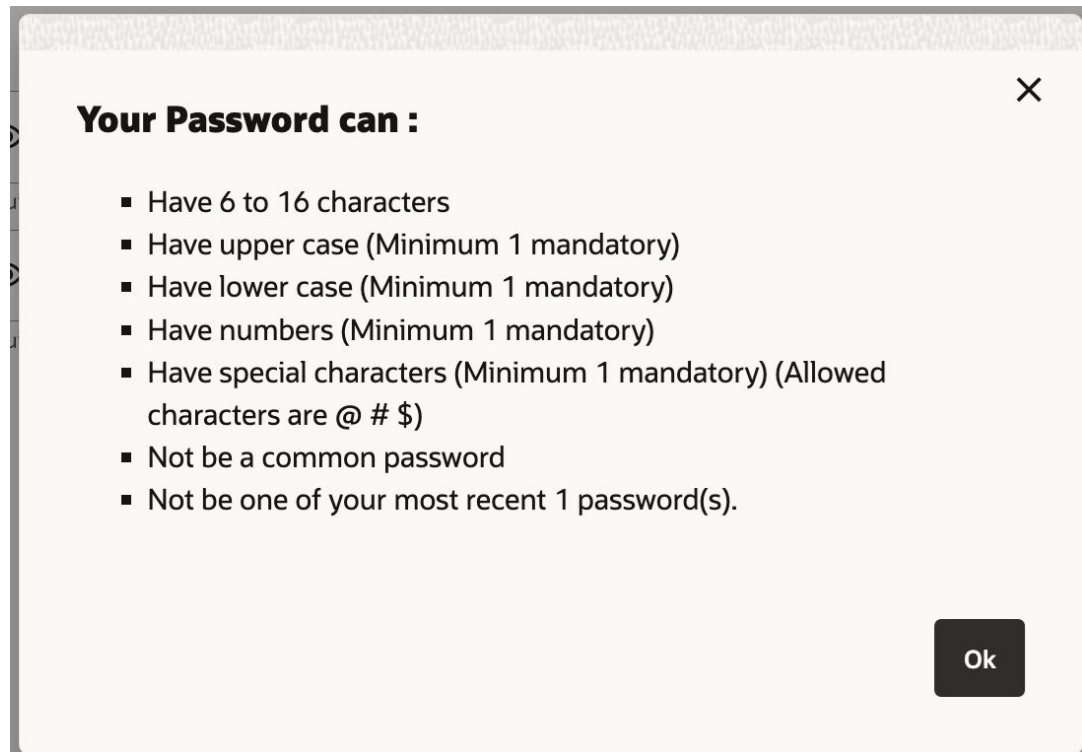 Your Password can :
▪ Have 6 to 16 characters
▪ Have upper case (Minimum 1 mandatory)
▪ Have lower case (Minimum 1 mandatory)
▪ Have numbers (Minimum 1 mandatory)
▪ Have special characters (Minimum 1 mandatory) (Allowed
characters are @ # $)
▪ Not be a common password
▪ Not be one of your most recent 1 password(s).
Ok